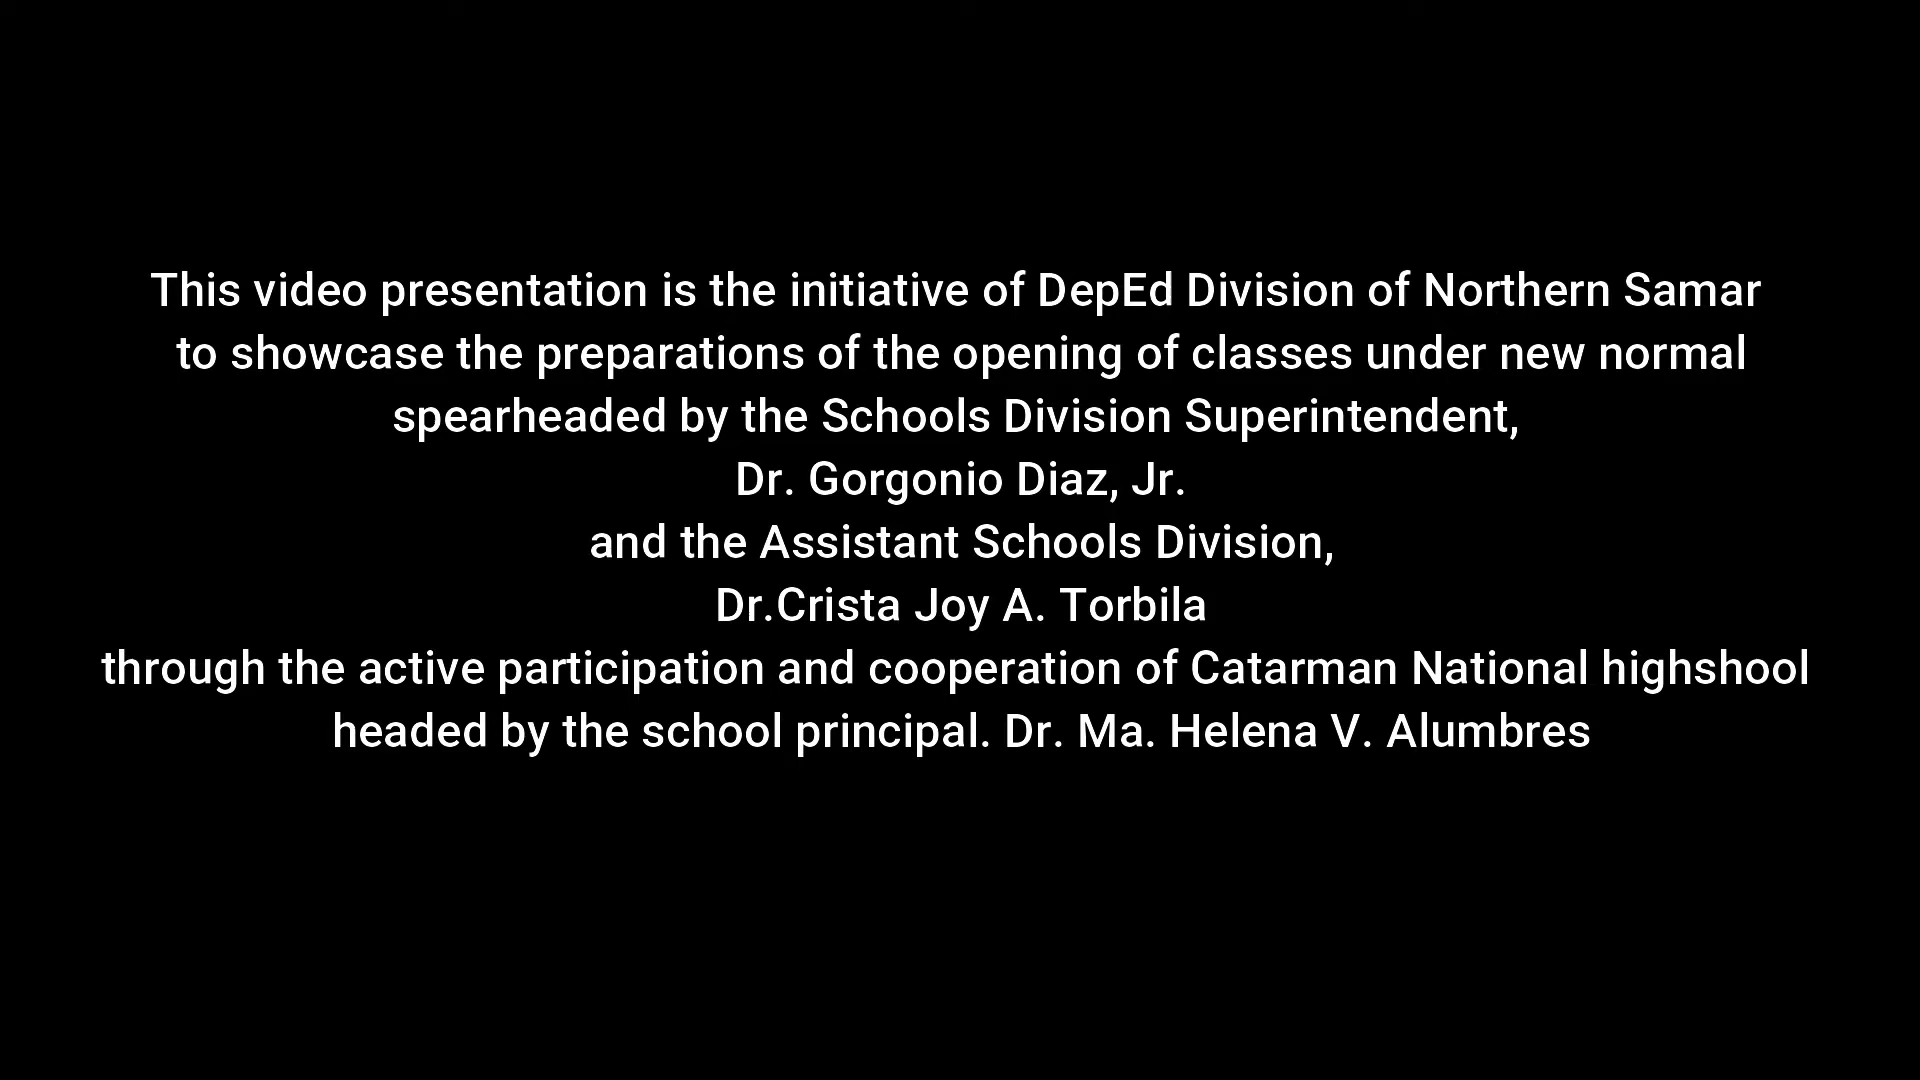 This video presentation is the initiative of DepEd Division of Northern Samar
to showcase the preparations of the opening of classes under new normal
spearheaded by the Schools Division Superintendent,
Dr. Gorgonio Diaz, Jr.
and the Assistant Schools Division,
Dr.Crista Joy A. Torbila
through the active participation and cooperation of Catarman National highshool
headed by the school principal. Dr. Ma. Helena V. Alumbres